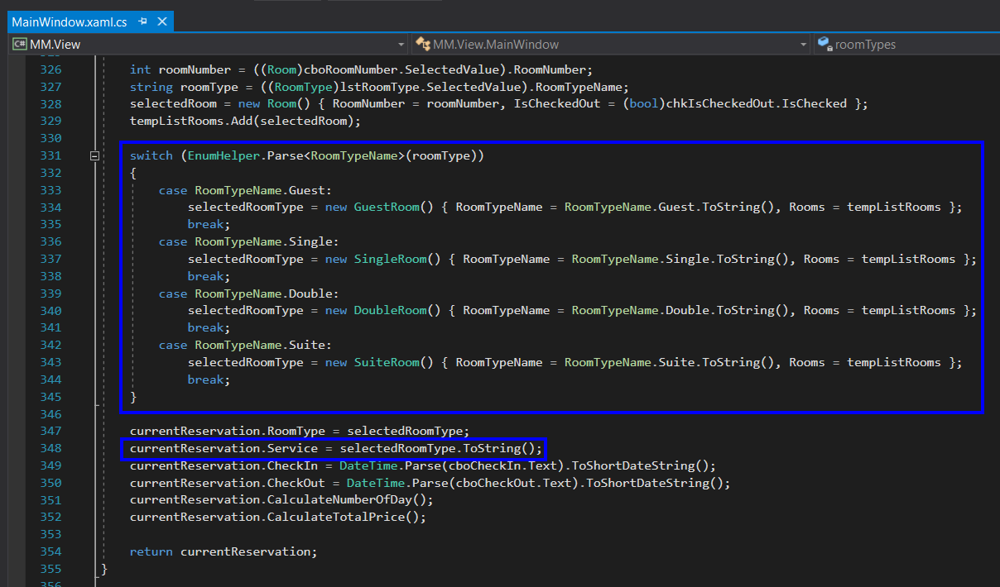 MainWindow.xaml.cs
C# MM.View MM.View.MainWindow roomTypes
326 int roomNumber = ((Room)cboRoomNumber.SelectedValue).RoomNumber;
327 string roomType = ((RoomType)lstRoomType.SelectedValue).RoomTypeName;
328 selectedRoom = new Room() { RoomNumber = roomNumber, IsCheckedOut = (bool)chkIsCheckedOut.IsChecked };
329 tempListRooms.Add(selectedRoom);
330
331 switch (EnumHelper.Parse<RoomTypeName>(roomType))
332 {
333 case RoomTypeName.Guest:
334 selectedRoomType = new GuestRoom() { RoomTypeName = RoomTypeName.Guest.ToString(), Rooms = tempListRooms };
335 break;
336 case RoomTypeName.Single:
337 selectedRoomType = new SingleRoom() { RoomTypeName = RoomTypeName.Single.ToString(), Rooms = tempListRooms };
338 break;
339 case RoomTypeName.Double:
340 selectedRoomType = new DoubleRoom() { RoomTypeName = RoomTypeName.Double.ToString(), Rooms = tempListRooms };
341 break;
342 case RoomTypeName.Suite:
343 selectedRoomType = new SuiteRoom() { RoomTypeName = RoomTypeName.Suite.ToString(), Rooms = tempListRooms };
344 break;
345 }
346
347 currentReservation.RoomType = selectedRoomType;
348 currentReservation.Service = selectedRoomType.ToString();
349 currentReservation.CheckIn = DateTime.Parse(cboCheckIn.Text).ToShortDateString();
350 currentReservation.CheckOut = DateTime.Parse(cboCheckOut.Text).ToShortDateString();
351 currentReservation.CalculateNumberOfDay();
352 currentReservation.CalculateTotalPrice();
353
354 return currentReservation;
355 }
356